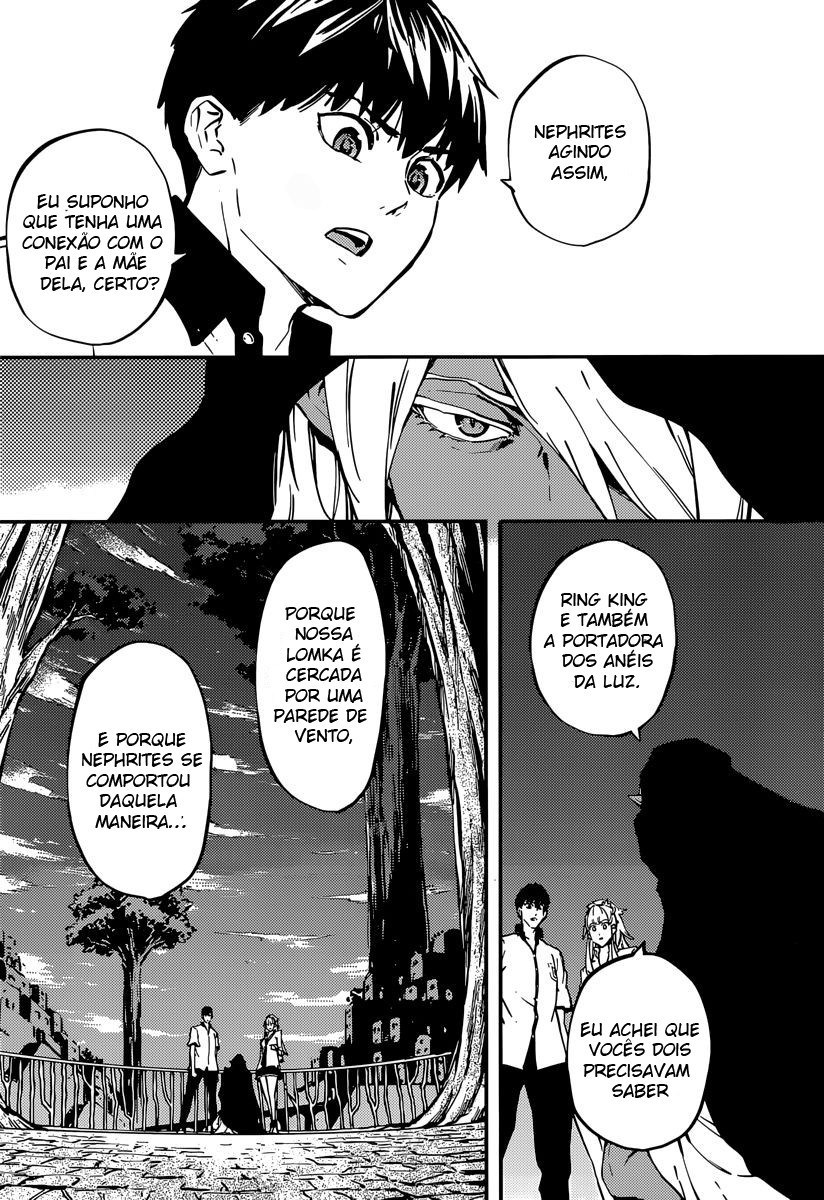 NEPHRITES
AGINDO
ASSIM,
EU SUPONHO
QUE TENHA UMA
CONEXÃO COM O
PAI E A MÃE
DELA, CERTO?
RING KING
E TAMBÉM
A PORTADORA
DOS ANÉIS
DA LUZ.
EU ACHEI QUE
VOCÊS DOIS
PRECISAVAM
SABER
PORQUE
NOSSA
LOMKA É
CERCADA
POR UMA
PAREDE DE
VENTO,
E PORQUE
NEPHRITES SE
COMPORTOU
DAQUELA
MANEIRA...